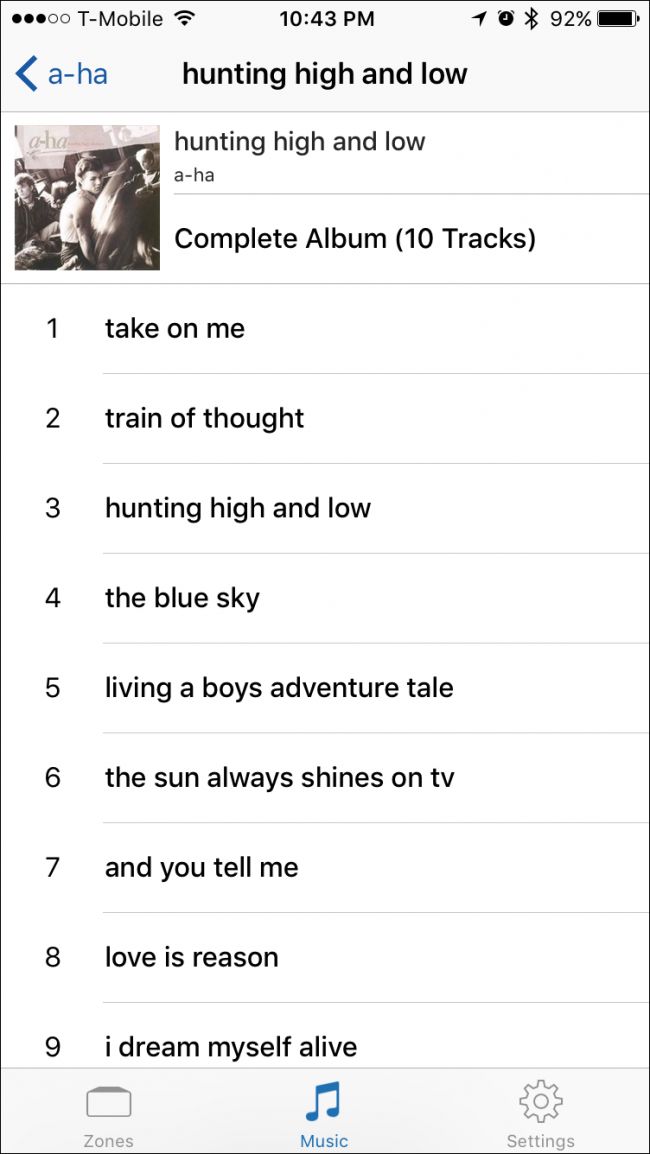 T-Mobile 10:43 PM 92%
a-ha hunting high and low
a-ha
hunting high and low
a-ha
Complete Album (10 Tracks)
1 take on me
2 train of thought
3 hunting high and low
4 the blue sky
5 living a boys adventure tale
6 the sun always shines on tv
7 and you tell me
8 love is reason
9 i dream myself alive
Zones Music Settings